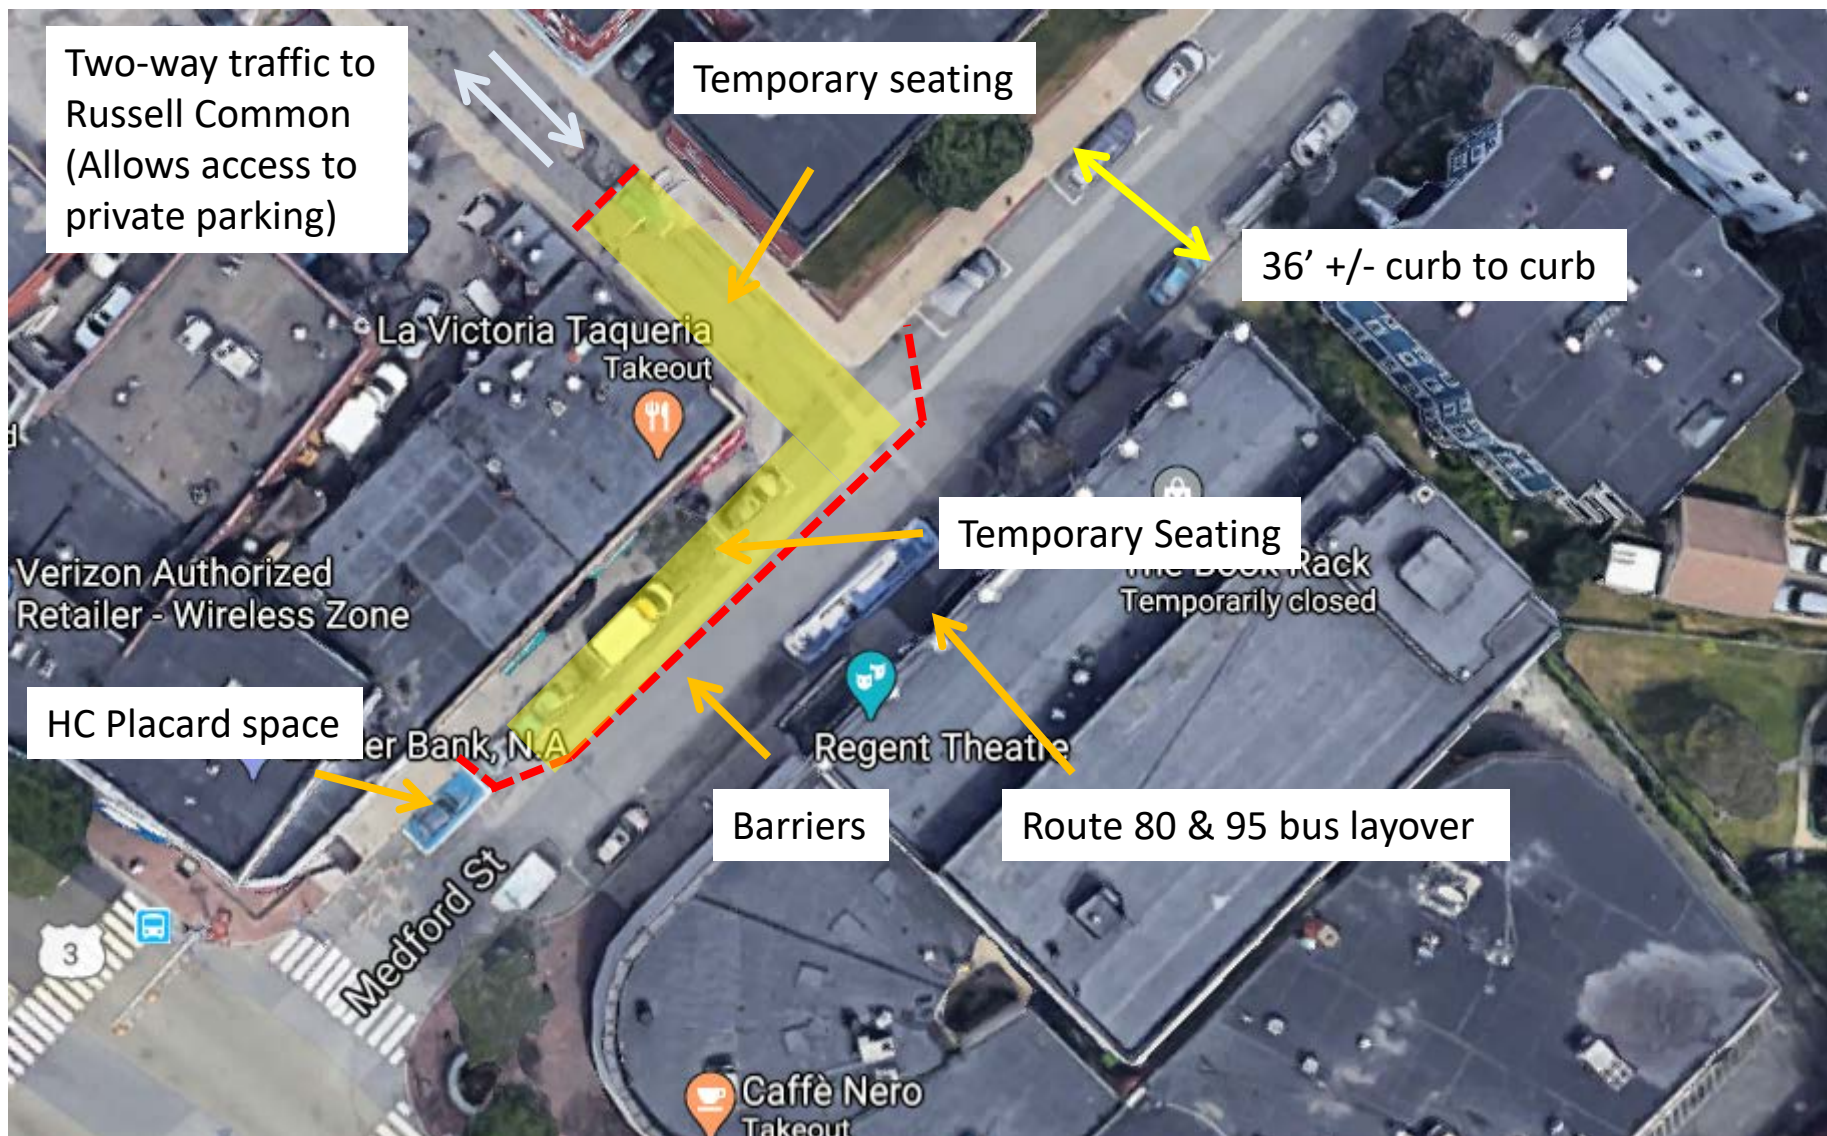 Two-way traffic to
Russell Common
(Allows access to
private parking)
Temporary seating
36’ +/- curb to curb
La Victoria Taqueria
Takeout
Temporary Seating
Rack
Temporarily closed
Verizon Authorized
Retailer - Wireless Zone
HC Placard space
Bank, N.A
Regent Theatre
Barriers
Route 80 & 95 bus layover
Medford St
3
Caffè Nero
Takeout